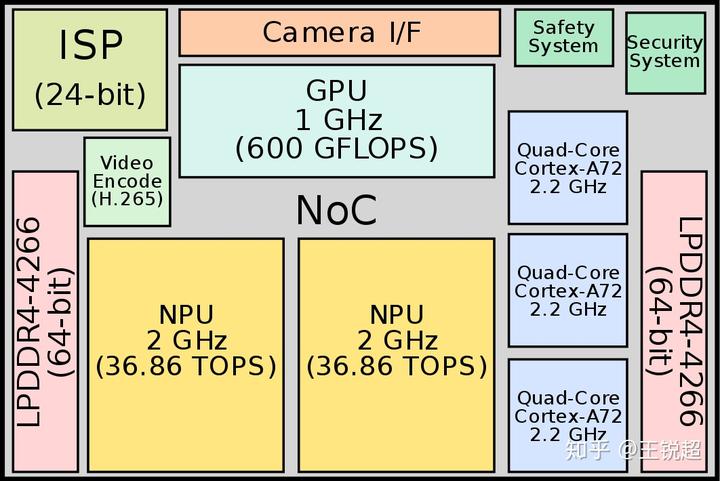 ISP
(24-bit)
Camera I/F
Safety
System
Security
System
GPU
1 GHz
(600 GFLOPS)
Video
Encode
(H.265)
Quad-Core
Cortex-A72
2.2 GHz
NoC
LPDDR4-4266
(64-bit)
NPU
2 GHz
(36.86 TOPS)
NPU
2 GHz
(36.86 TOPS)
Quad-Core
Cortex-A72
2.2 GHz
Quad-Core
Cortex-A72
2.2 GHz
LPDDR4-4266
(64-bit)
知乎 @王锐超